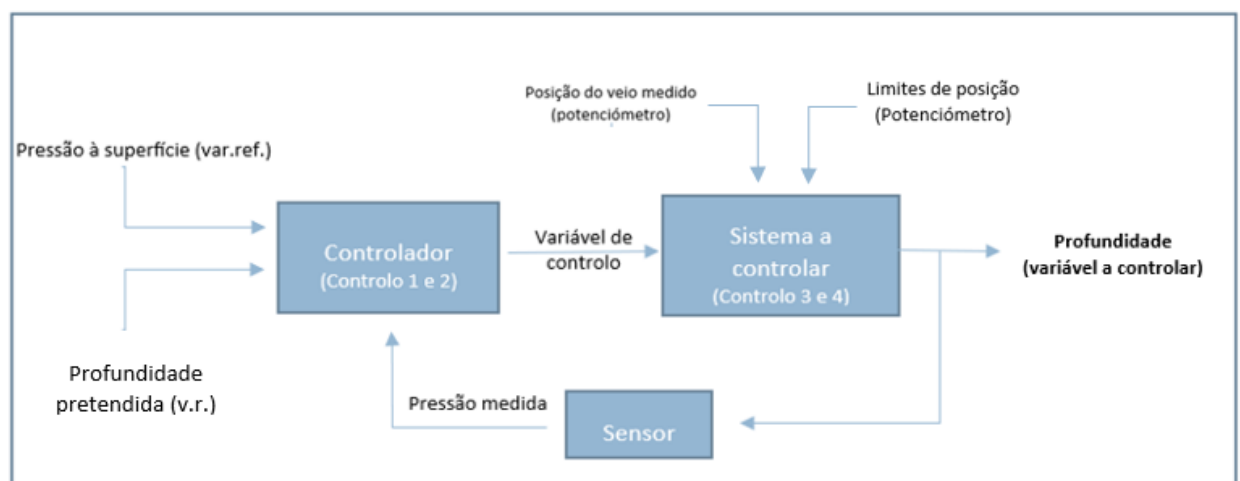 Posição do veio medido
(potenciómetro)
Limites de posição
(Potenciómetro)
Pressão à superfície (var.ref.)
Controlador
(Controlo 1 e 2)
Variável de
controlo
Sistema a
controlar
(Controlo 3 e 4)
Profundidade
(variável a controlar)
Profundidade
pretendida (v.r.)
Pressão medida
Sensor